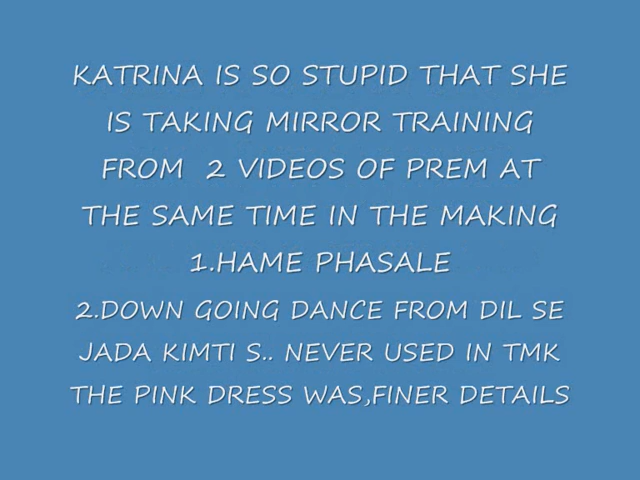 KATRINA IS SO STUPID THAT SHE
IS TAKING MIRROR TRAINING
FROM 2 VIDEOS OF PREM AT
THE SAME TIME IN THE MAKING
1.HAME PHASALE
2.DOWN GOING DANCE FROM DIL SE
JADA KIMTI S.. NEVER USED IN TMK
THE PINK DRESS WAS,FINER DETAILS